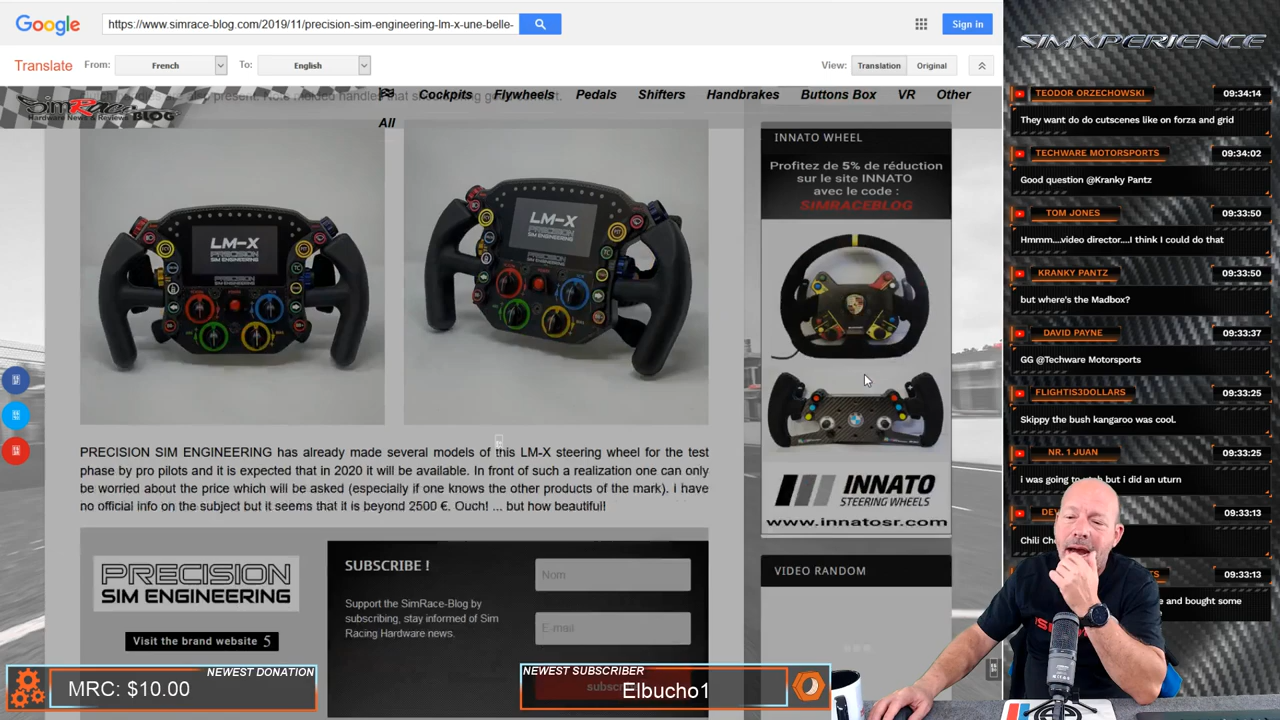 Google
https://www.simrace-blog.com/2019/11/precision-sim-engineering-lm-x-une-belle-
Sign in
Translate
From:
French
To:
English
View:
Translation
Original
SimRace BLOG
Hardware News & Reviews
Cockpits
Flywheels
Pedals
Shifters
Handbrakes
Buttons Box
VR
Other
All
LM-X
PRECISION
SIM ENGINEERING
LM-X
PRECISION
SIM ENGINEERING
PRECISION SIM ENGINEERING has already made several models of this LM-X steering wheel for the test
phase by pro pilots and it is expected that in 2020 it will be available. In front of such a realization one can only
be worried about the price which will be asked (especially if one knows the other products of the mark). i have
no official info on the subject but it seems that it is beyond 2500 €. Ouch! ... but how beautiful!
PRECISION
SIM ENGINEERING
Visit the brand website 5
SUBSCRIBE !
Support the SimRace-Blog by
subscribing, stay informed of Sim
Racing Hardware news.
Nom
E-mail
INNATO WHEEL
Profitez de 5% de réduction
sur le site INNATO
avec le code :
SIMRACEBLOG
INNATO
STEERING WHEELS
www.innatosr.com
VIDEO RANDOM
SIMXPERIENCE
TEODOR ORZECHOWSKI
09:34:14
They want do do cutscenes like on forza and grid
TECHWARE MOTORSPORTS
09:34:02
Good question @Kranky Pantz
TOM JONES
09:33:50
Hmmm....video director....I think I could do that
KRANKY PANTZ
09:33:50
but where's the Madbox?
DAVID PAYNE
09:33:37
GG @Techware Motorsports
FLIGHTIS3DOLLARS
09:33:25
Skippy the bush kangaroo was cool.
NR. 1 JUAN
09:33:25
but i did an uturn
09:33:13
Chili
09:33:13
and bought some
NEWEST DONATION
MRC: $10.00
NEWEST SUBSCRIBER
Elbucho1